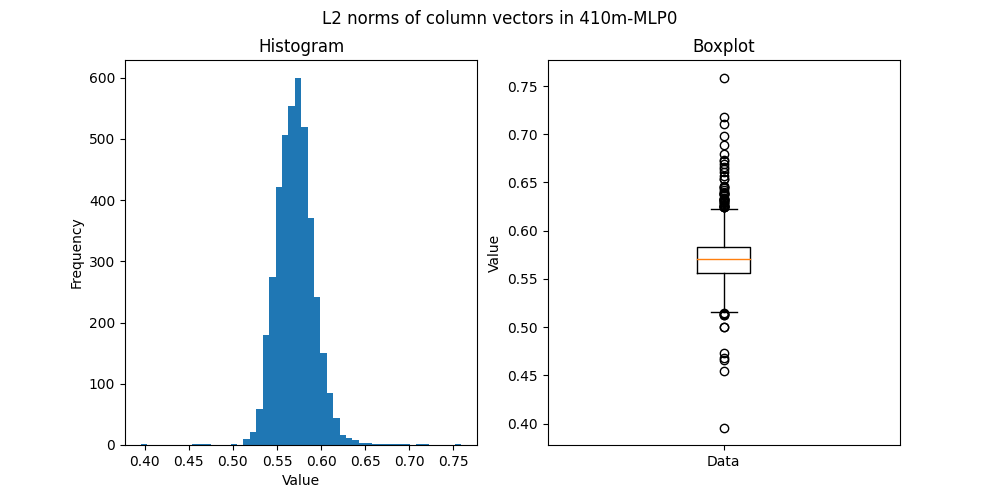 L2 norms of column vectors in 410m-MLP0
Histogram
Frequency
600
500
400
300
200
100
0
0.40 0.45 0.50 0.55 0.60 0.65 0.70 0.75
Value
Boxplot
Value
0.75
0.70
0.65
0.60
0.55
0.50
0.45
0.40
Data